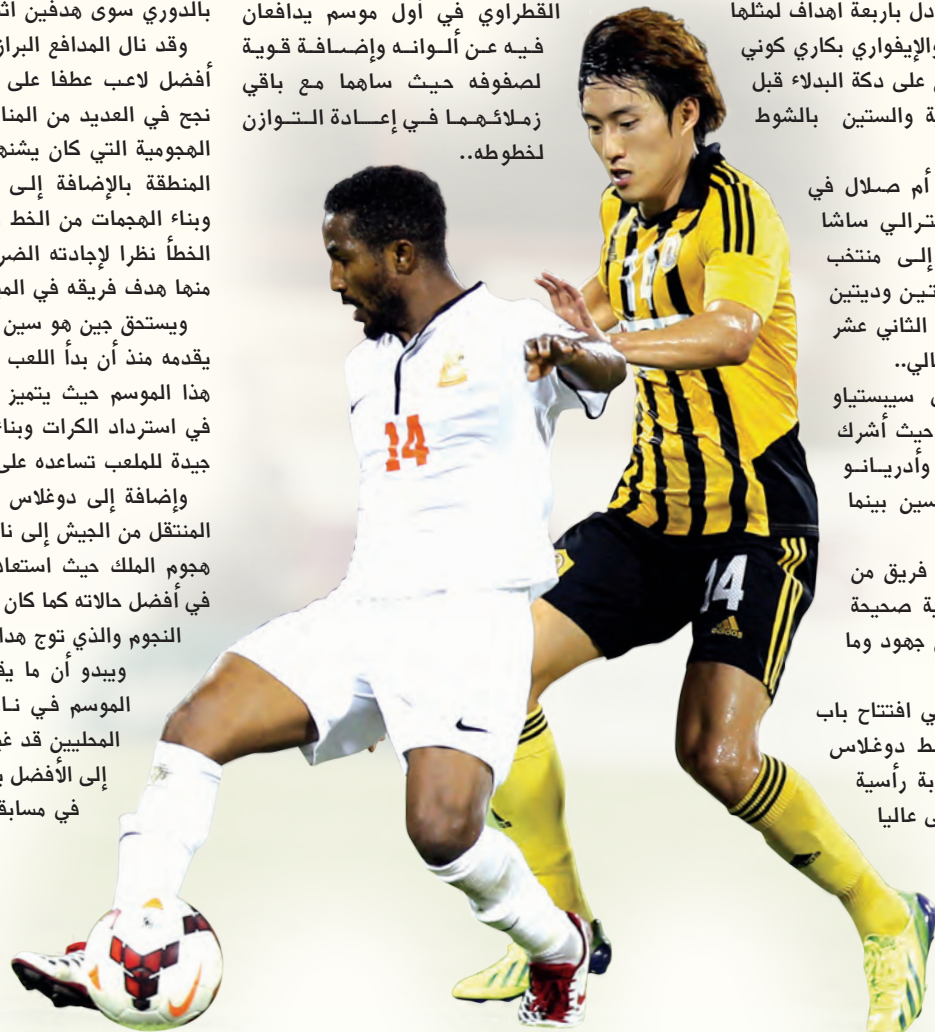 دل باربعة اهداف لمثلها
والإيفواري بكاري كوني
على دكة البدلاء قبل
ة والستين بالشوط
أم صلال في
ترالي ساشا
إلى منتخب
تين وديتين
الثاني عشر
الي..
سيبستياو
حيث أشرك
وأدريانو
سين بينما
فريق من
ية صحيحة
جهود وما
ي افتتاح باب
ط دوغلاس
بة رأسية
ى عاليا
القطراوي في أول موسم يدافعان
فيه عن ألوانه وإضافة قوية
لصفوفه حيث ساهما مع باقي
زملائهما في إعادة التوازن
لخطوطه..
بالدوري سوى هدفين اث
وقد نال المدافع البراز
أفضل لاعب عطفا على
نجح في العديد من المنا
الهجومية التي كان يشنه
المنطقة بالإضافة إلى
وبناء الهجمات من الخط
الخطأ نظرا لإجادته الضر
منها هدف فريقه في المب
ويستحق جين هو سين
يقدمه منذ أن بدأ اللعب
هذا الموسم حيث يتميز
في استرداد الكرات وبناء
جيدة للملعب تساعده على
وإضافة إلى دوغلاس
المنتقل من الجيش إلى نا
هجوم الملك حيث استعاد
في أفضل حالاته كما كان
النجوم والذي توج هدا
ويبدو أن ما يق
الموسم في نا
المحليين قد غي
إلى الأفضل ب
في مسابق
14
14
adidas